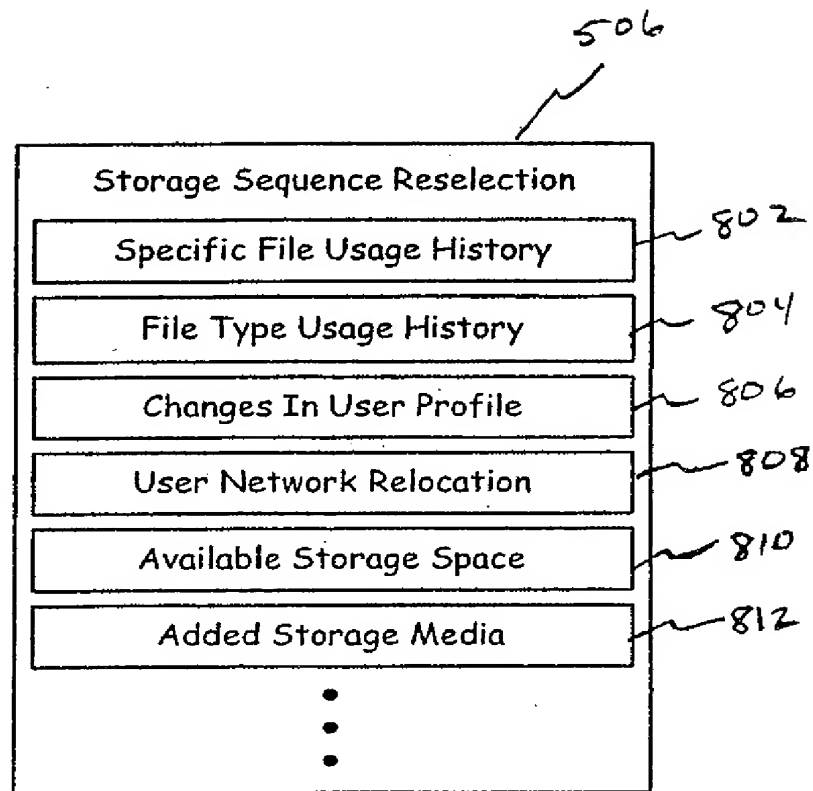 506
Storage Sequence Reselection
Specific File Usage History
802
File Type Usage History
804
Changes In User Profile
806
User Network Relocation
808
Available Storage Space
810
Added Storage Media
812